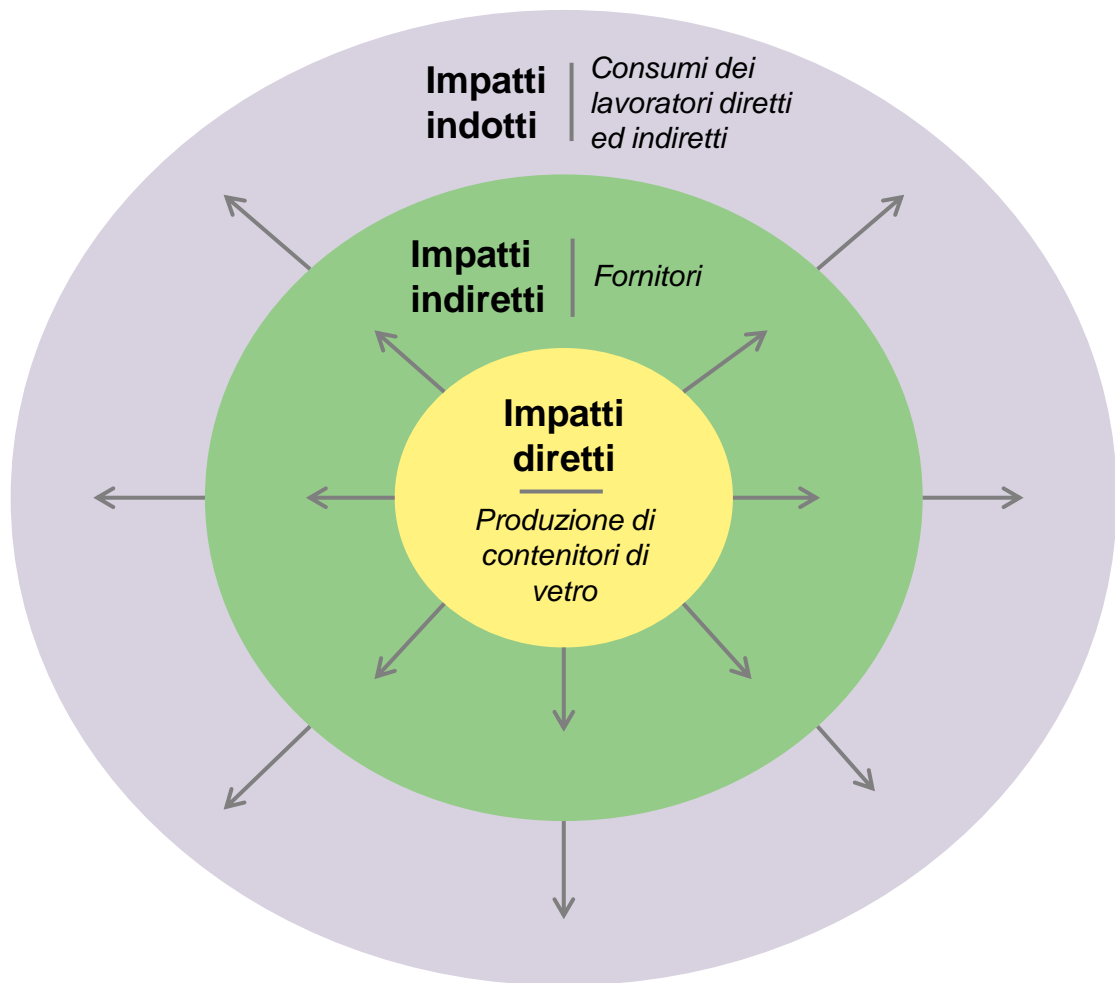 Impatti
indotti
Consumi dei
lavoratori diretti
ed indiretti
Impatti
indiretti
Fornitori
Impatti
diretti
Produzione di
contenitori di
vetro